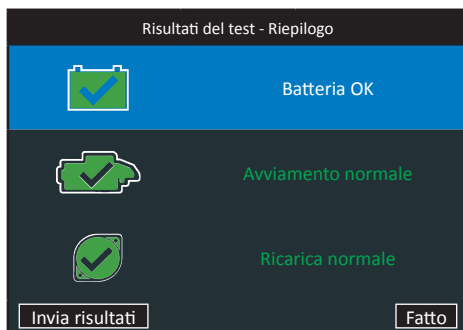 Risultati del test - Riepilogo
Batteria OK
Avviamento normale
Ricarica normale
Invia risultati
Fatto